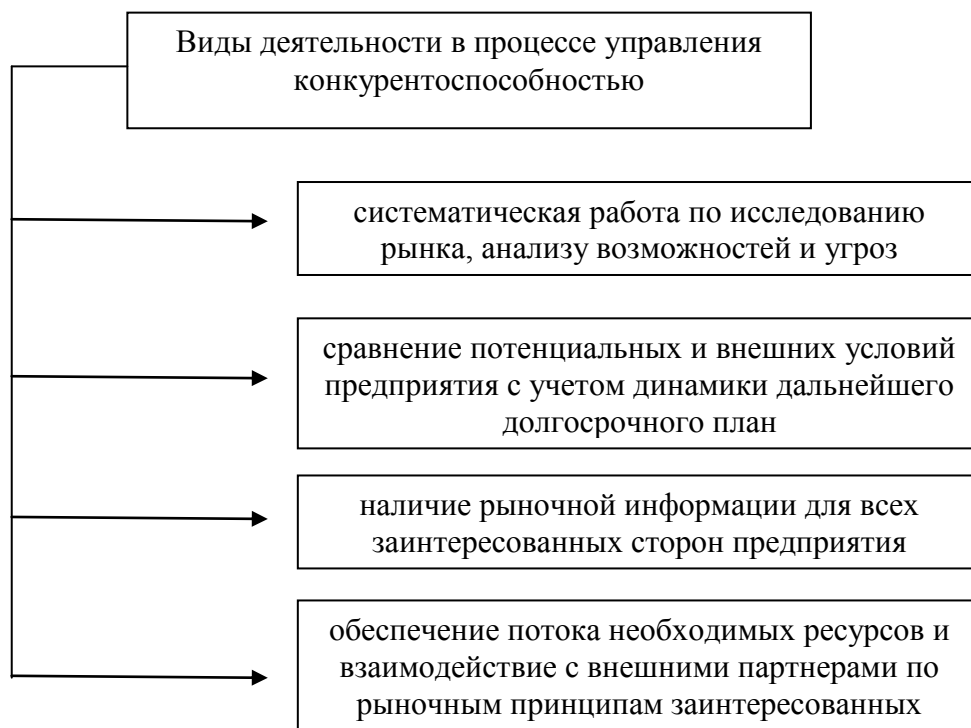 Виды деятельности в процессе управления
конкурентоспособностью
систематическая работа по исследованию
рынка, анализу возможностей и угроз
сравнение потенциальных и внешних условий
предприятия с учетом динамики дальнейшего
долгосрочного план
наличие рыночной информации для всех
заинтересованных сторон предприятия
обеспечение потока необходимых ресурсов и
взаимодействие с внешними партнерами по
рыночным принципам заинтересованных